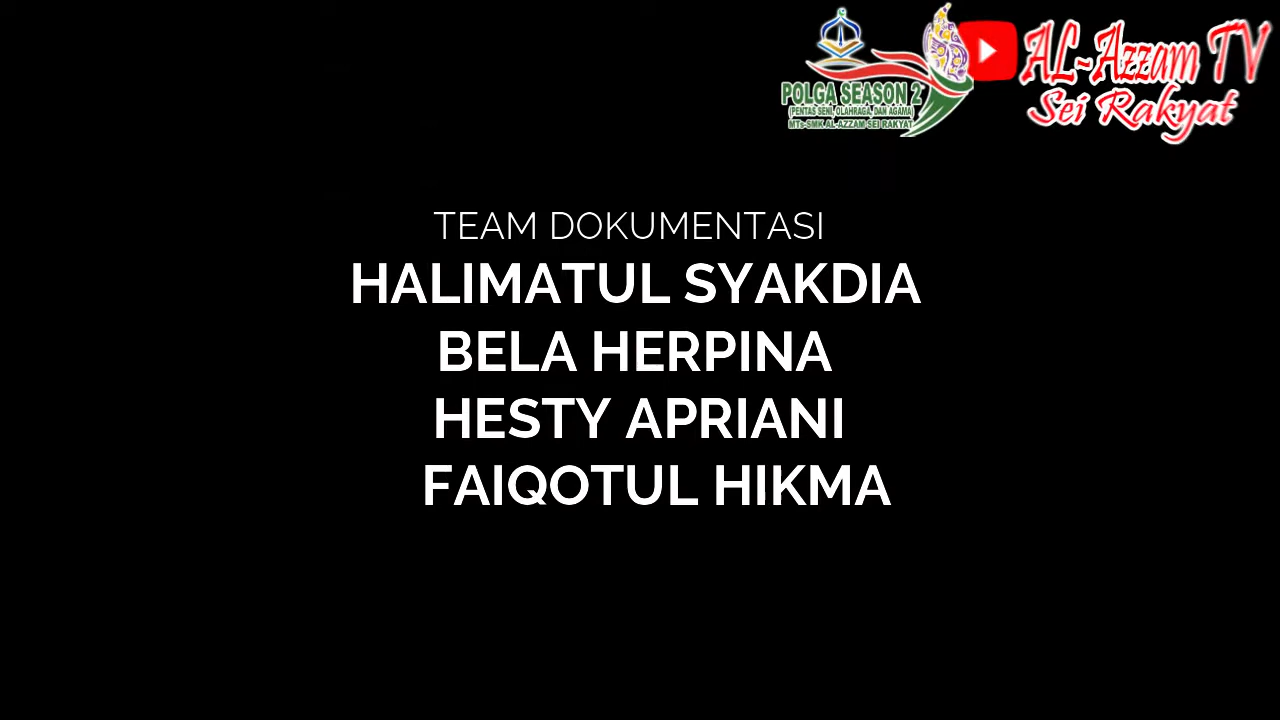 POLGA SEASON 2
(PENTAS SENI, OLAHRAGA, DAN AGAMA)
MTs-SMK AL-AZZAM SEI RAKYAT
AL-Azzam TV
Sei Rakyat
TEAM DOKUMENTASI
HALIMATUL SYAKDIA
BELA HERPINA
HESTY APRIANI
FAIQOTUL HIKMA